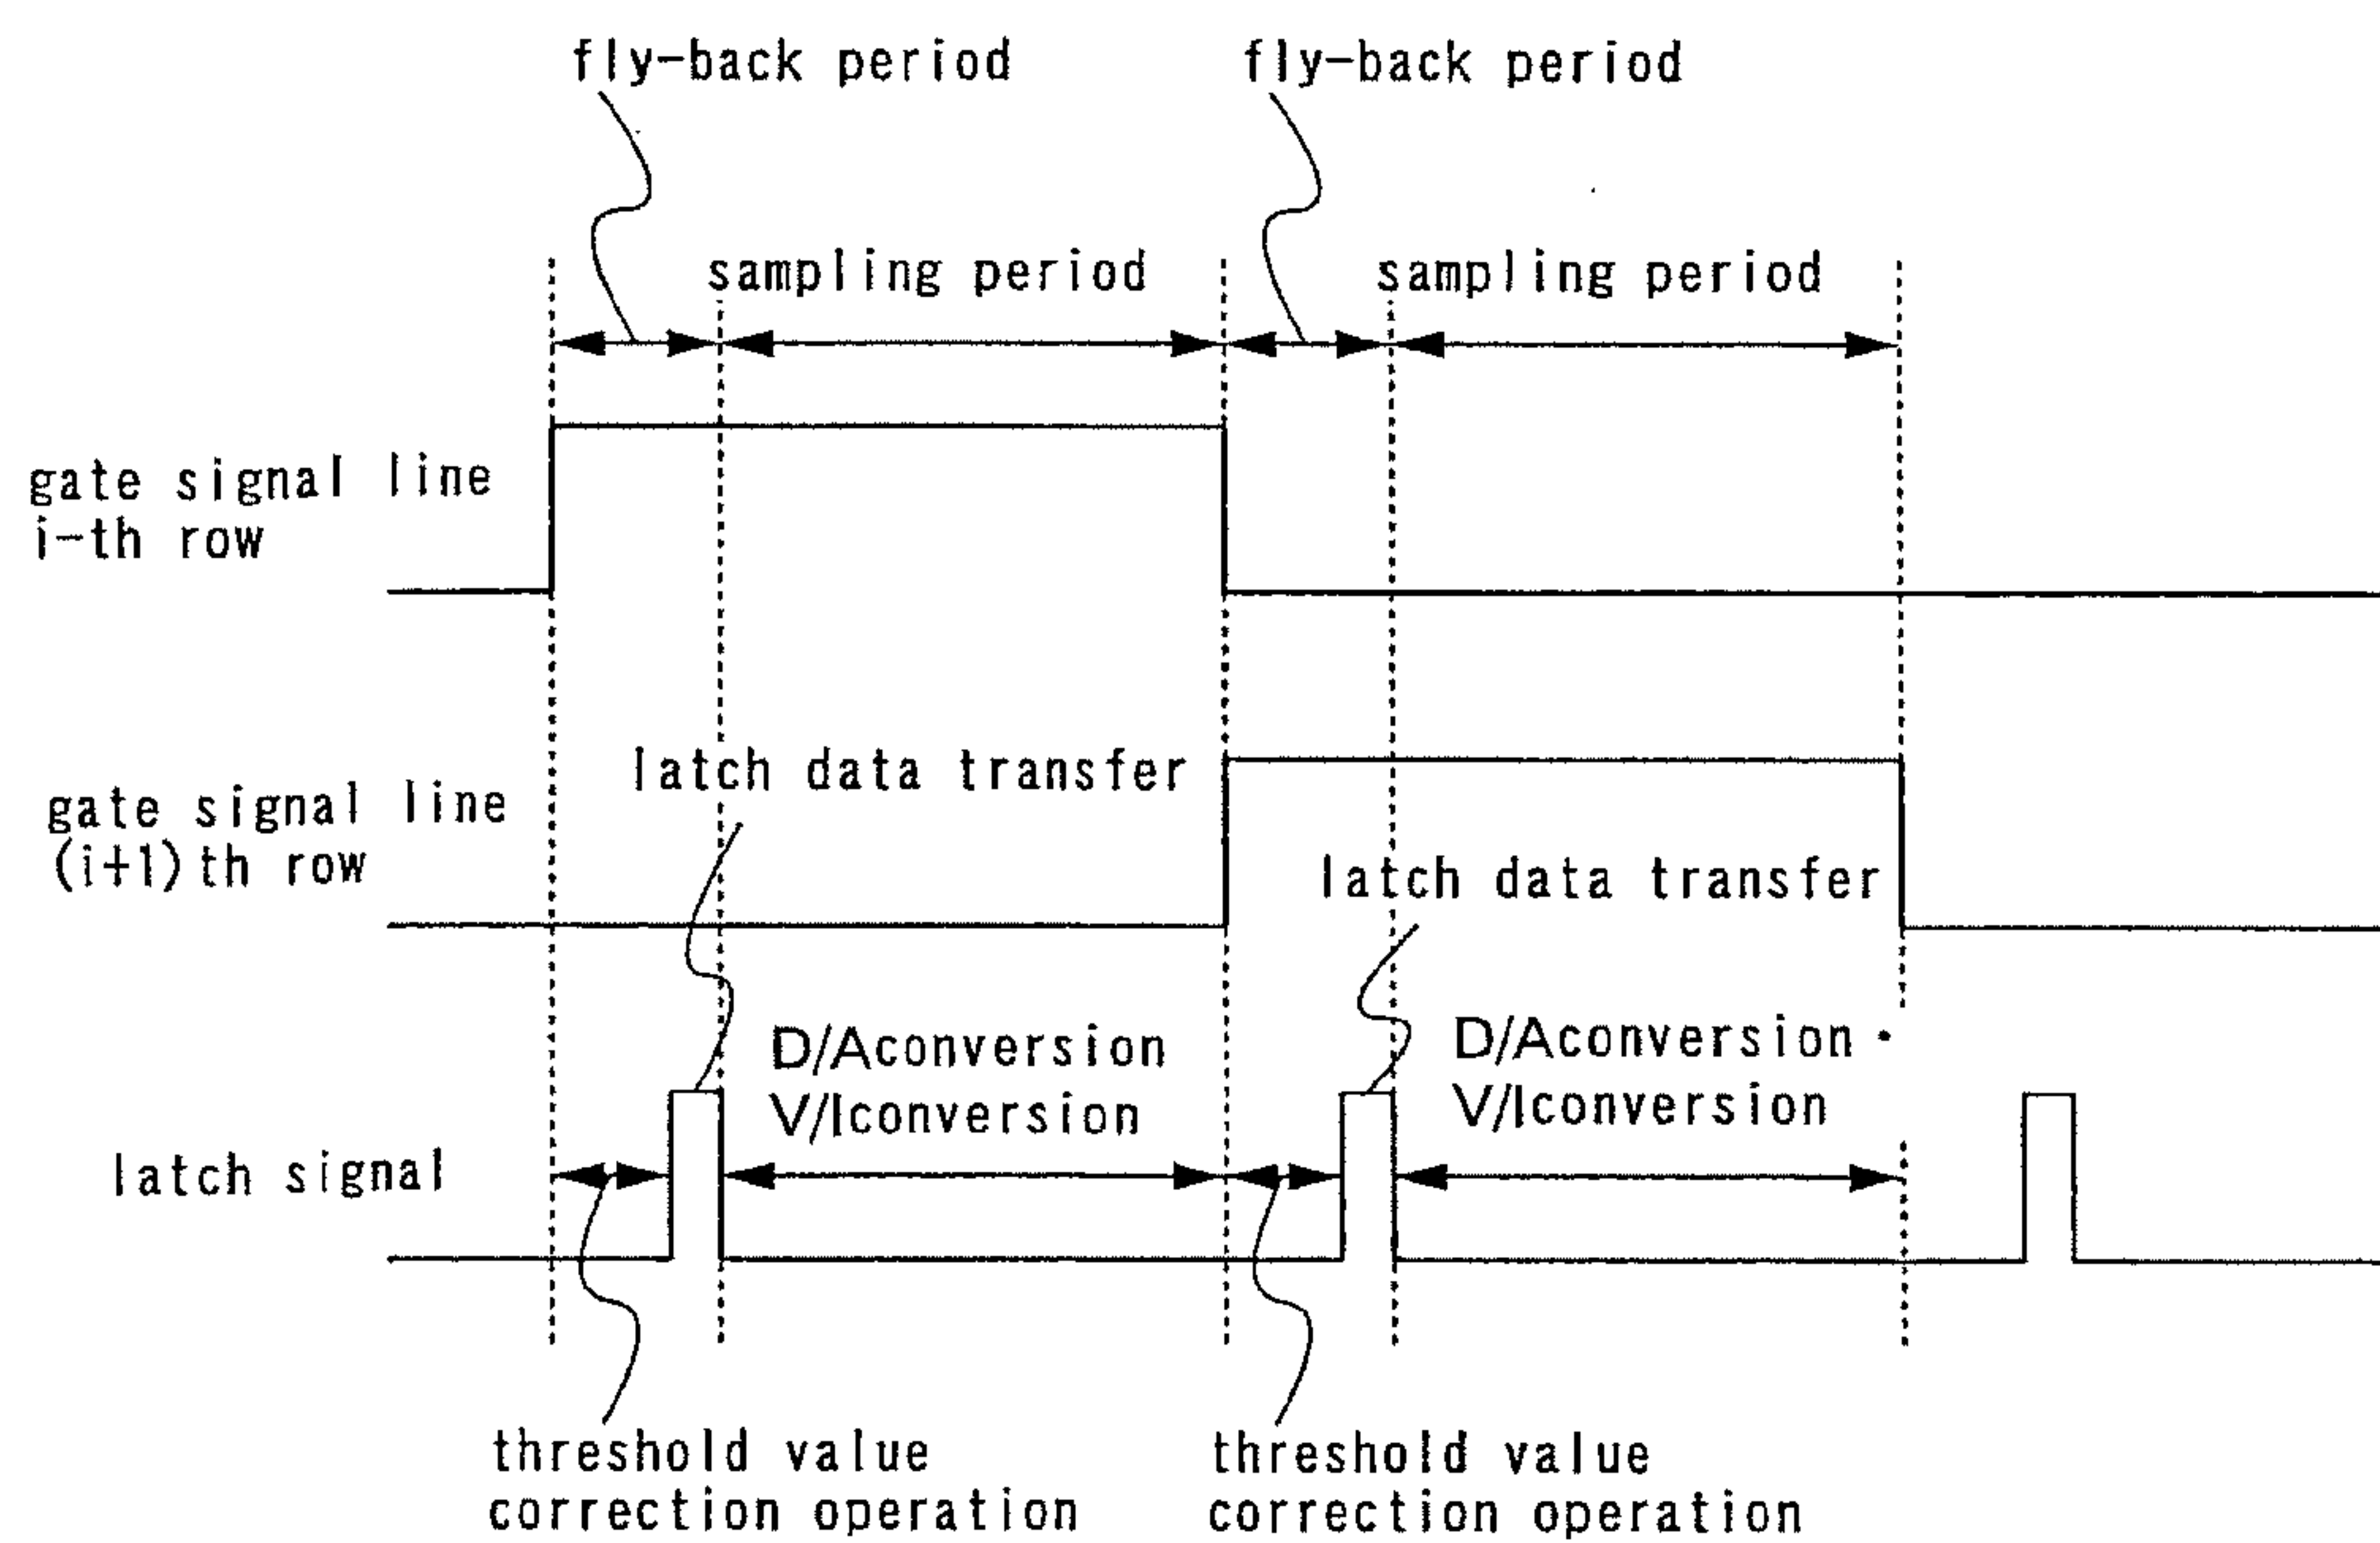 fly-back period
fly-back period
sampling period
sampling period
gate signal line
i-th row
latch data transfer
gate signal line
(i+1)th row
latch data transfer
D/Aconversion
V/Iconversion
D/Aconversion・
V/Iconversion
latch signal
threshold value
correction operation
threshold value
correction operation